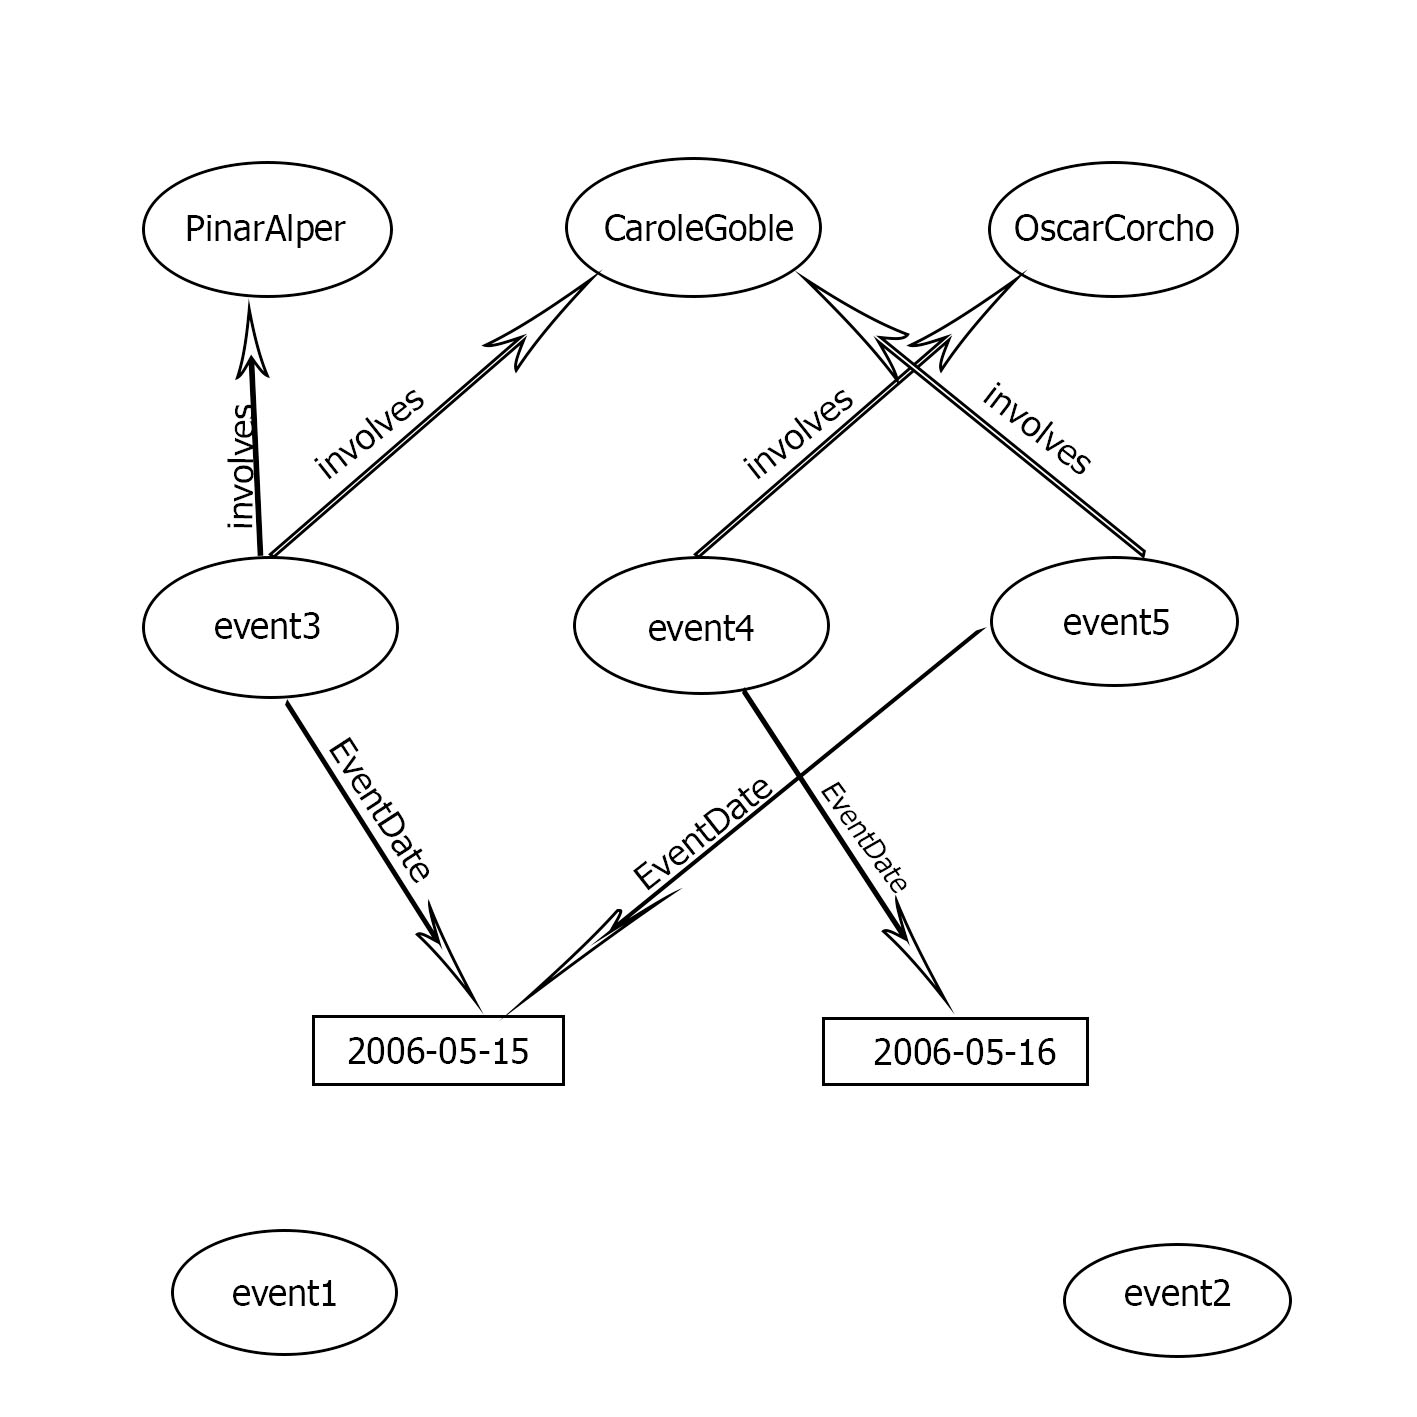 PinarAlper
CaroleGoble
OscarCorcho
involves
involves
involves
involves
event3
event4
event5
EventDate
EventDate
EventDate
2006-05-15
2006-05-16
event1
event2